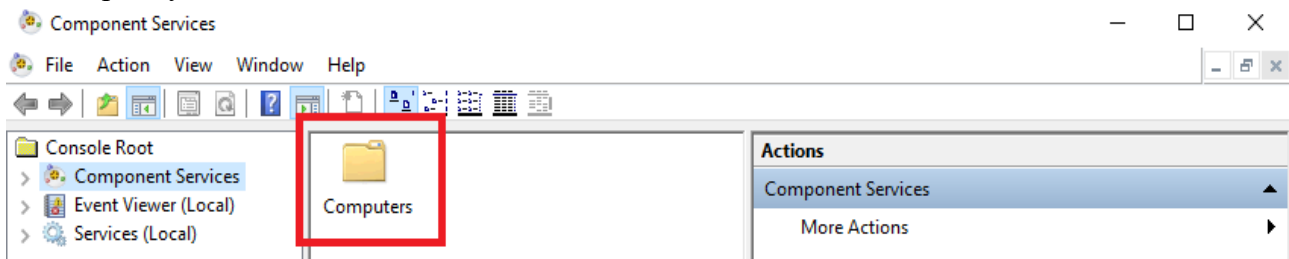 Component Services
File Action View Window Help
Console Root
Component Services
Event Viewer (Local)
Services (Local)
Computers
Actions
Component Services
More Actions